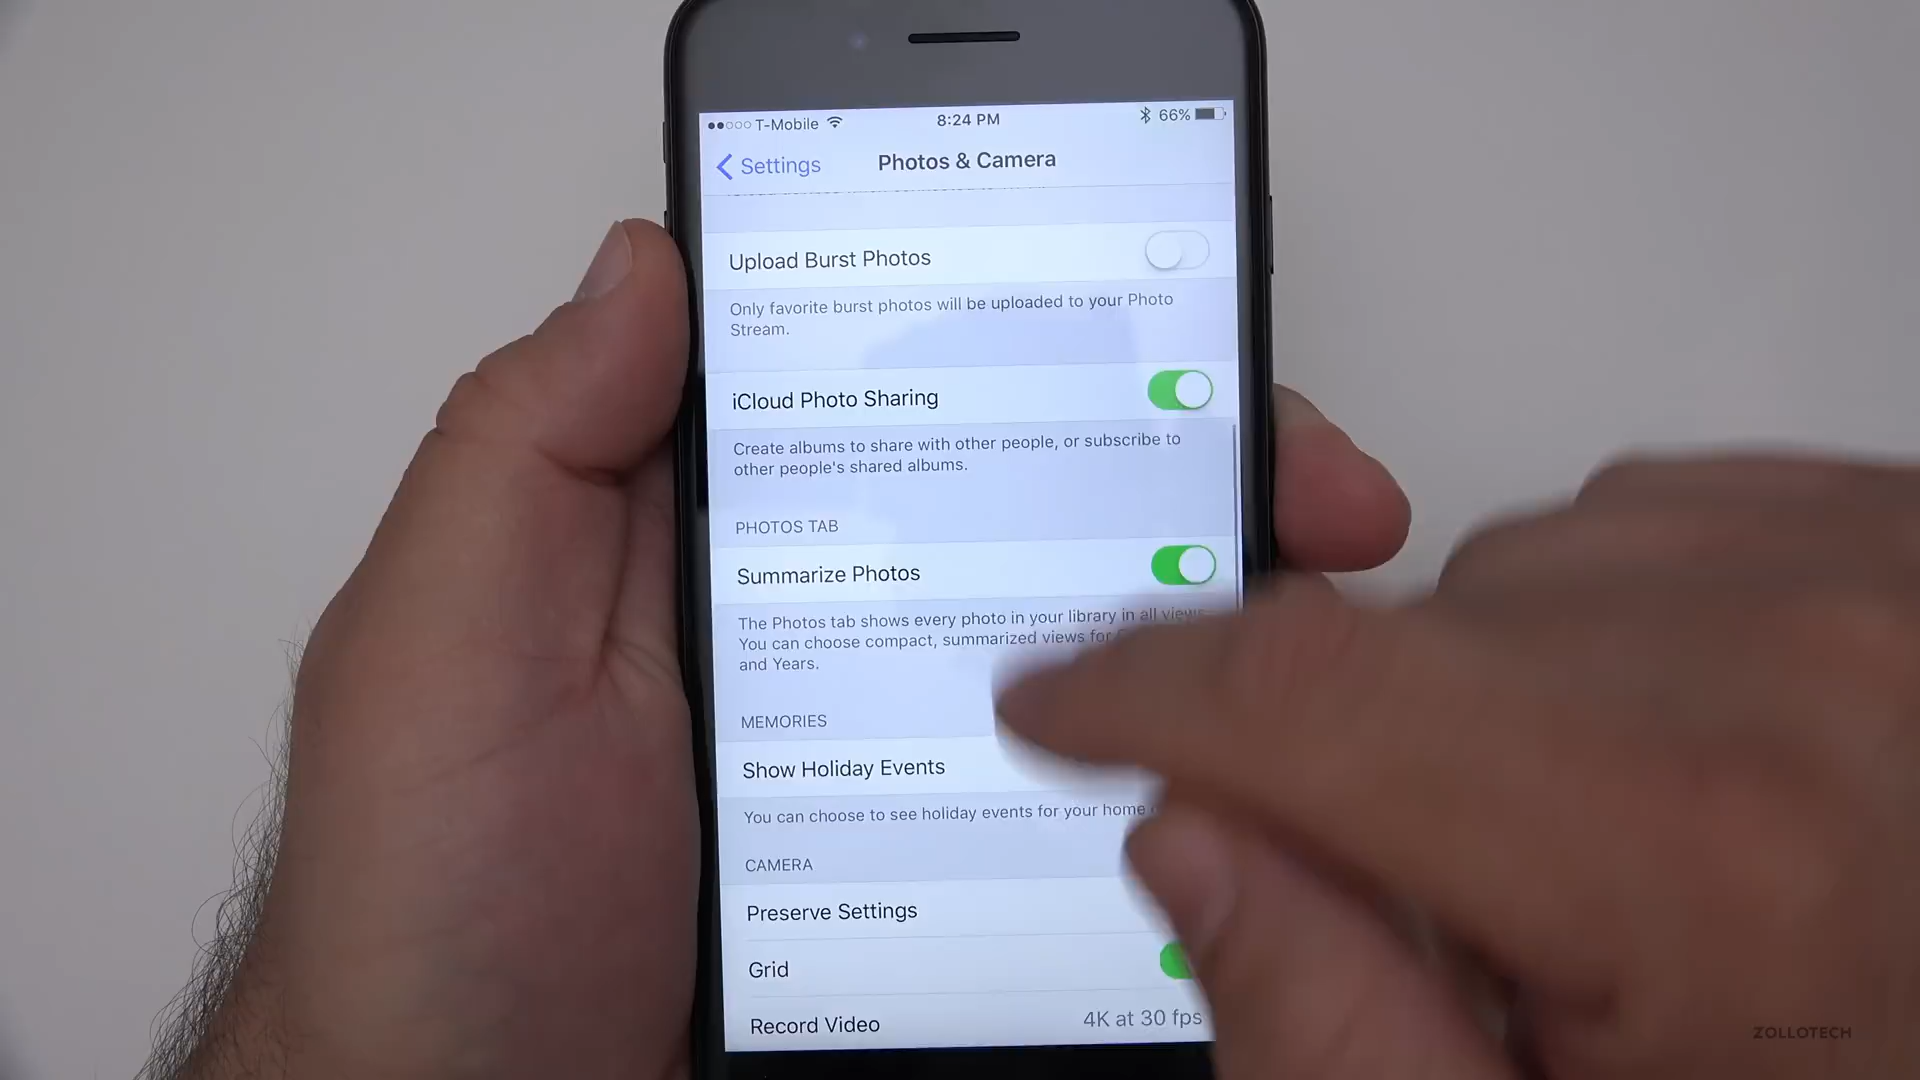 T-Mobile 8:24 PM 66%
Settings Photos & Camera
Upload Burst Photos
Only favorite burst photos will be uploaded to your Photo
Stream.
iCloud Photo Sharing
Create albums to share with other people, or subscribe to
other people's shared albums.
PHOTOS TAB
Summarize Photos
The Photos tab shows every photo in your library in all
You can choose compact, summarized views for
and Years.
MEMORIES
Show Holiday Events
You can choose to see holiday events for your home
CAMERA
Preserve Settings
Grid
Record Video 4K at 30 fps
ZOLLOTECH